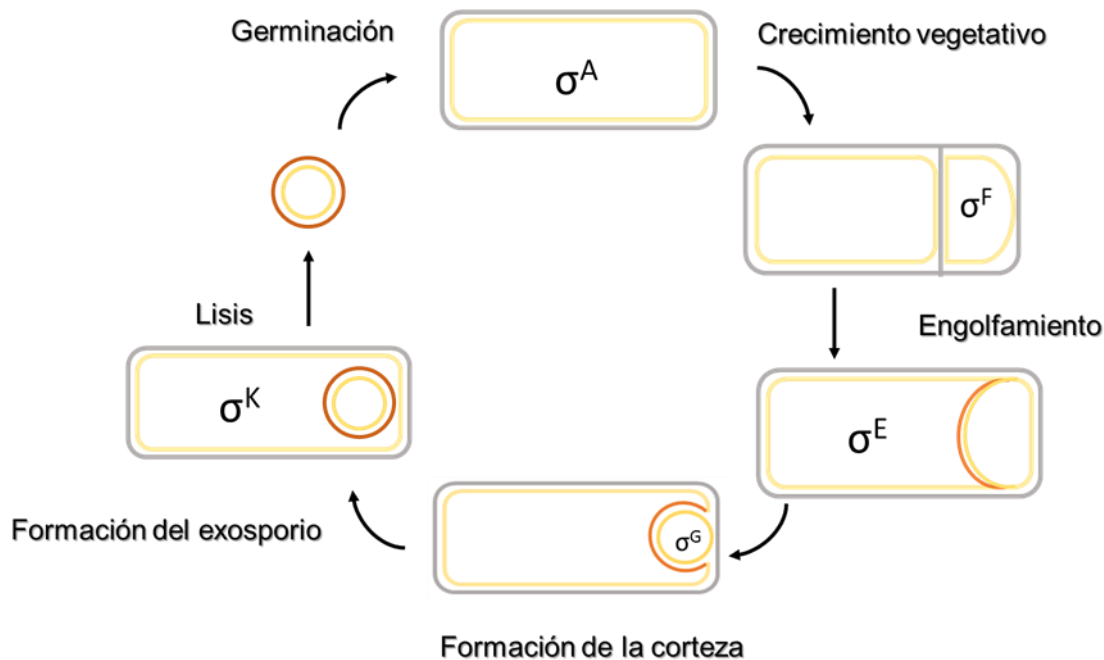 Germinación
σA
Crecimiento vegetativo
σF
Engolfamiento
σE
σG
Formación de la corteza
Formación del exosporio
σK
Lisis